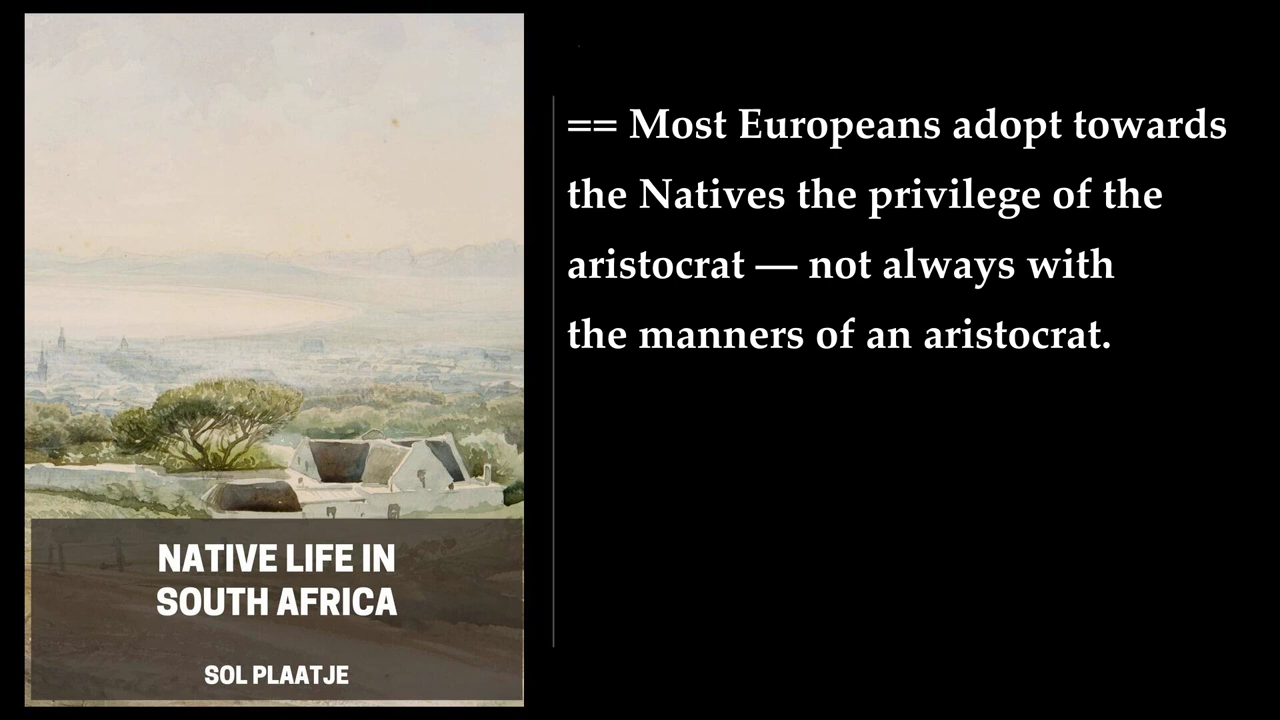 == Most Europeans adopt towards
the Natives the privilege of the
aristocrat — not always with
the manners of an aristocrat.
NATIVE LIFE IN
SOUTH AFRICA
SOL PLAATJE